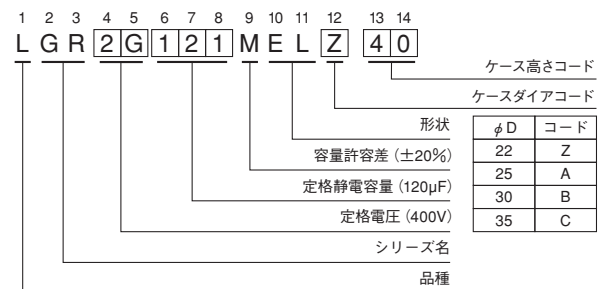 1 2 3 4 5 6 7 8 9 10 11 12 13 14
L G R 2 G 1 2 1 M E L Z 4 0
ケース高さコード
ケースダイアコード
形状
容量許容差 (±20%)
定格静電容量 (120µF)
定格電圧 (400V)
シリーズ名
品種
φD コード
22 Z
25 A
30 B
35 C